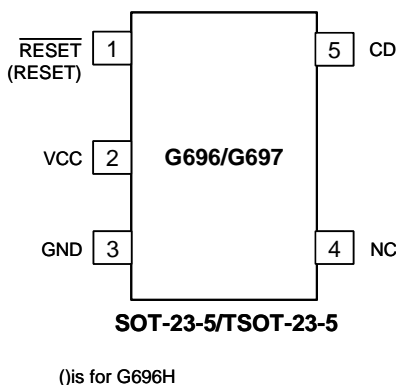 RESET 1 5 CD
(RESET)
VCC 2 G696/G697
GND 3 4 NC
SOT-23-5/TSOT-23-5
()is for G696H